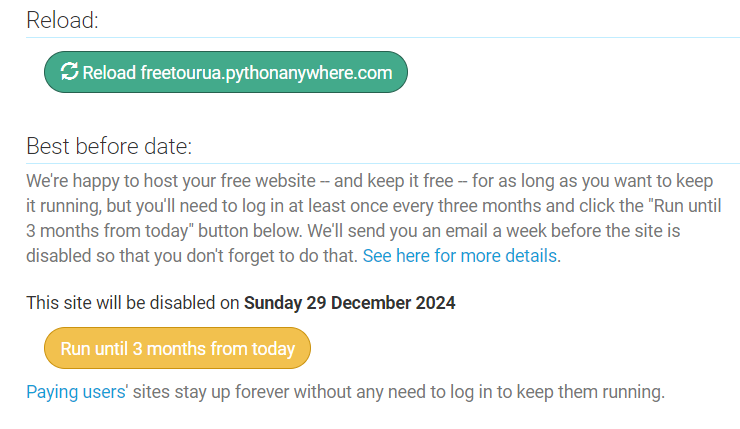 Reload:
Reload freetourua.pythonanywhere.com
Best before date:
We're happy to host your free website -- and keep it free -- for as long as you want to keep
it running, but you'll need to log in at least once every three months and click the "Run until
3 months from today" button below. We'll send you an email a week before the site is
disabled so that you don't forget to do that. See here for more details.
This site will be disabled on Sunday 29 December 2024
Run until 3 months from today
Paying users' sites stay up forever without any need to log in to keep them running.